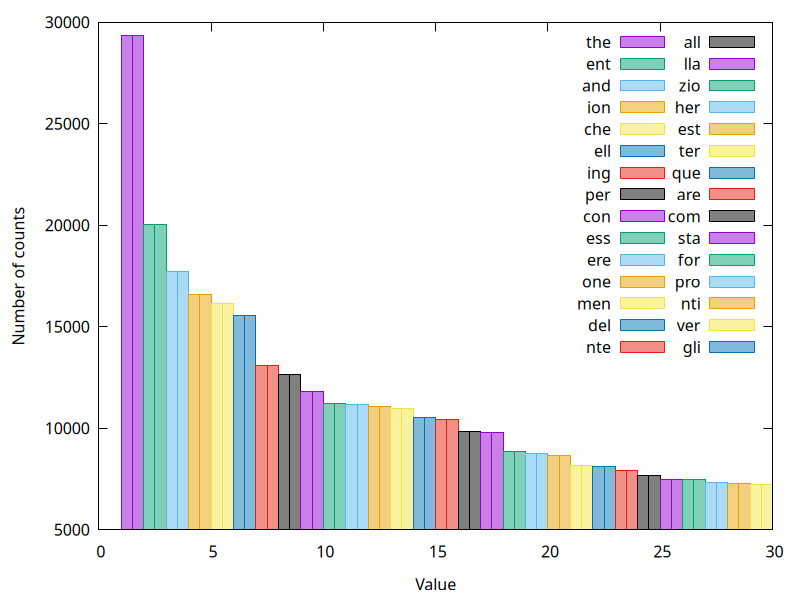 30000
25000
20000
15000
10000
5000
0 5 10 15 20 25 30
Number of counts
Value
the all
ent lla
and zio
ion her
che est
ell ter
ing que
per are
con com
ess sta
ere for
one pro
men nti
del ver
nte gli